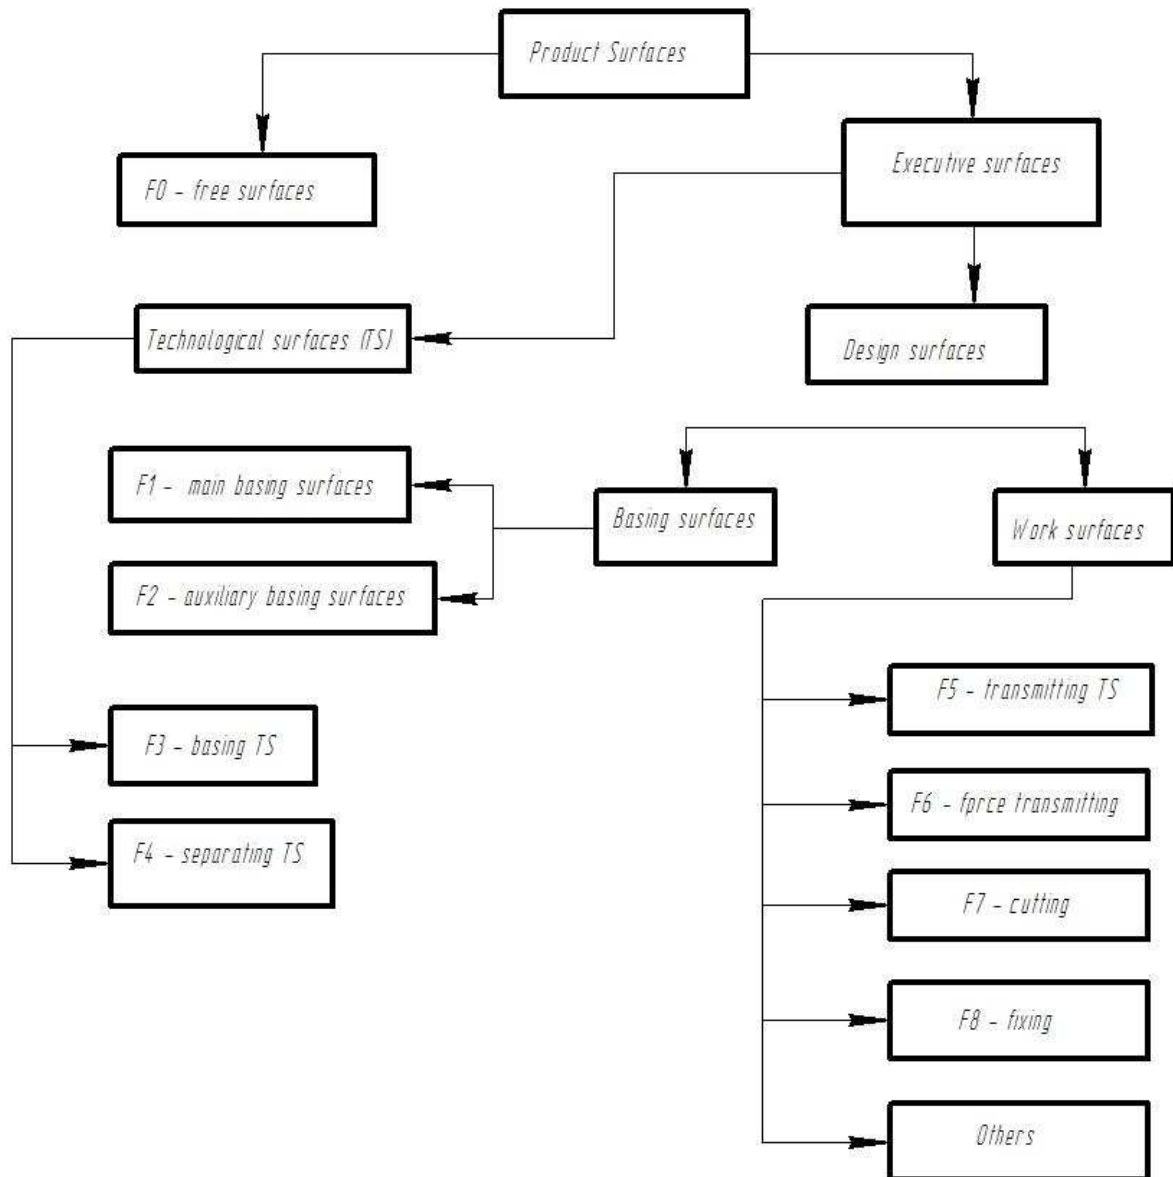 Product Surfaces
Executive surfaces
F0 - free surfaces
Technological surfaces (TS)
Design surfaces
F1 - main basing surfaces
Basing surfaces
Work surfaces
F2 - auxiliary basing surfaces
F5 - transmitting TS
F3 - basing TS
F6 - fprce transmitting
F4 - separating TS
F7 - cutting
F8 - fixing
Others